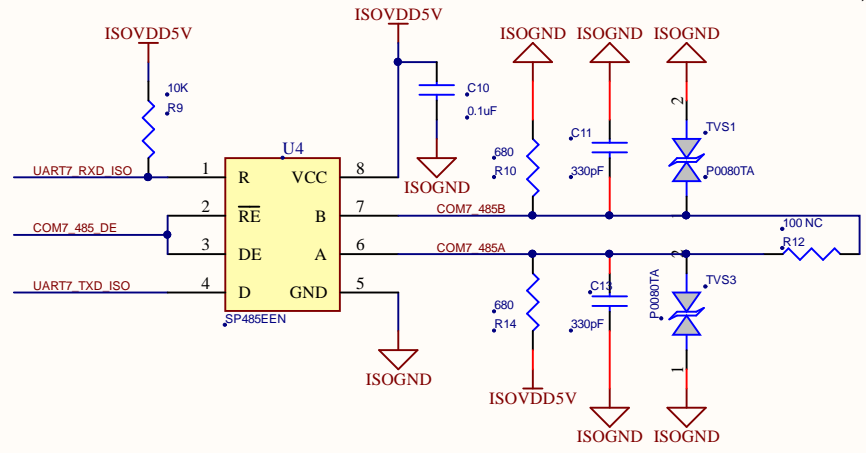 ISOVDD5V
ISOVDD5V
ISOGND
ISOGND
ISOGND
10K
R9
C10
0.1uF
ISOGND
U4
UART7_RXD_ISO
1
R
VCC
8
COM7_485_DE
2
RE
B
7
COM7_485B
3
DE
A
6
COM7_485A
UART7_TXD_ISO
4
D
GND
5
SP485EEN
ISOGND
680
R10
C11
330pF
2
TVS1
P0080TA
100 NC
R12
680
R14
ISOVDD5V
C13
330pF
ISOGND
2
TVS3
P0080TA
1
ISOGND